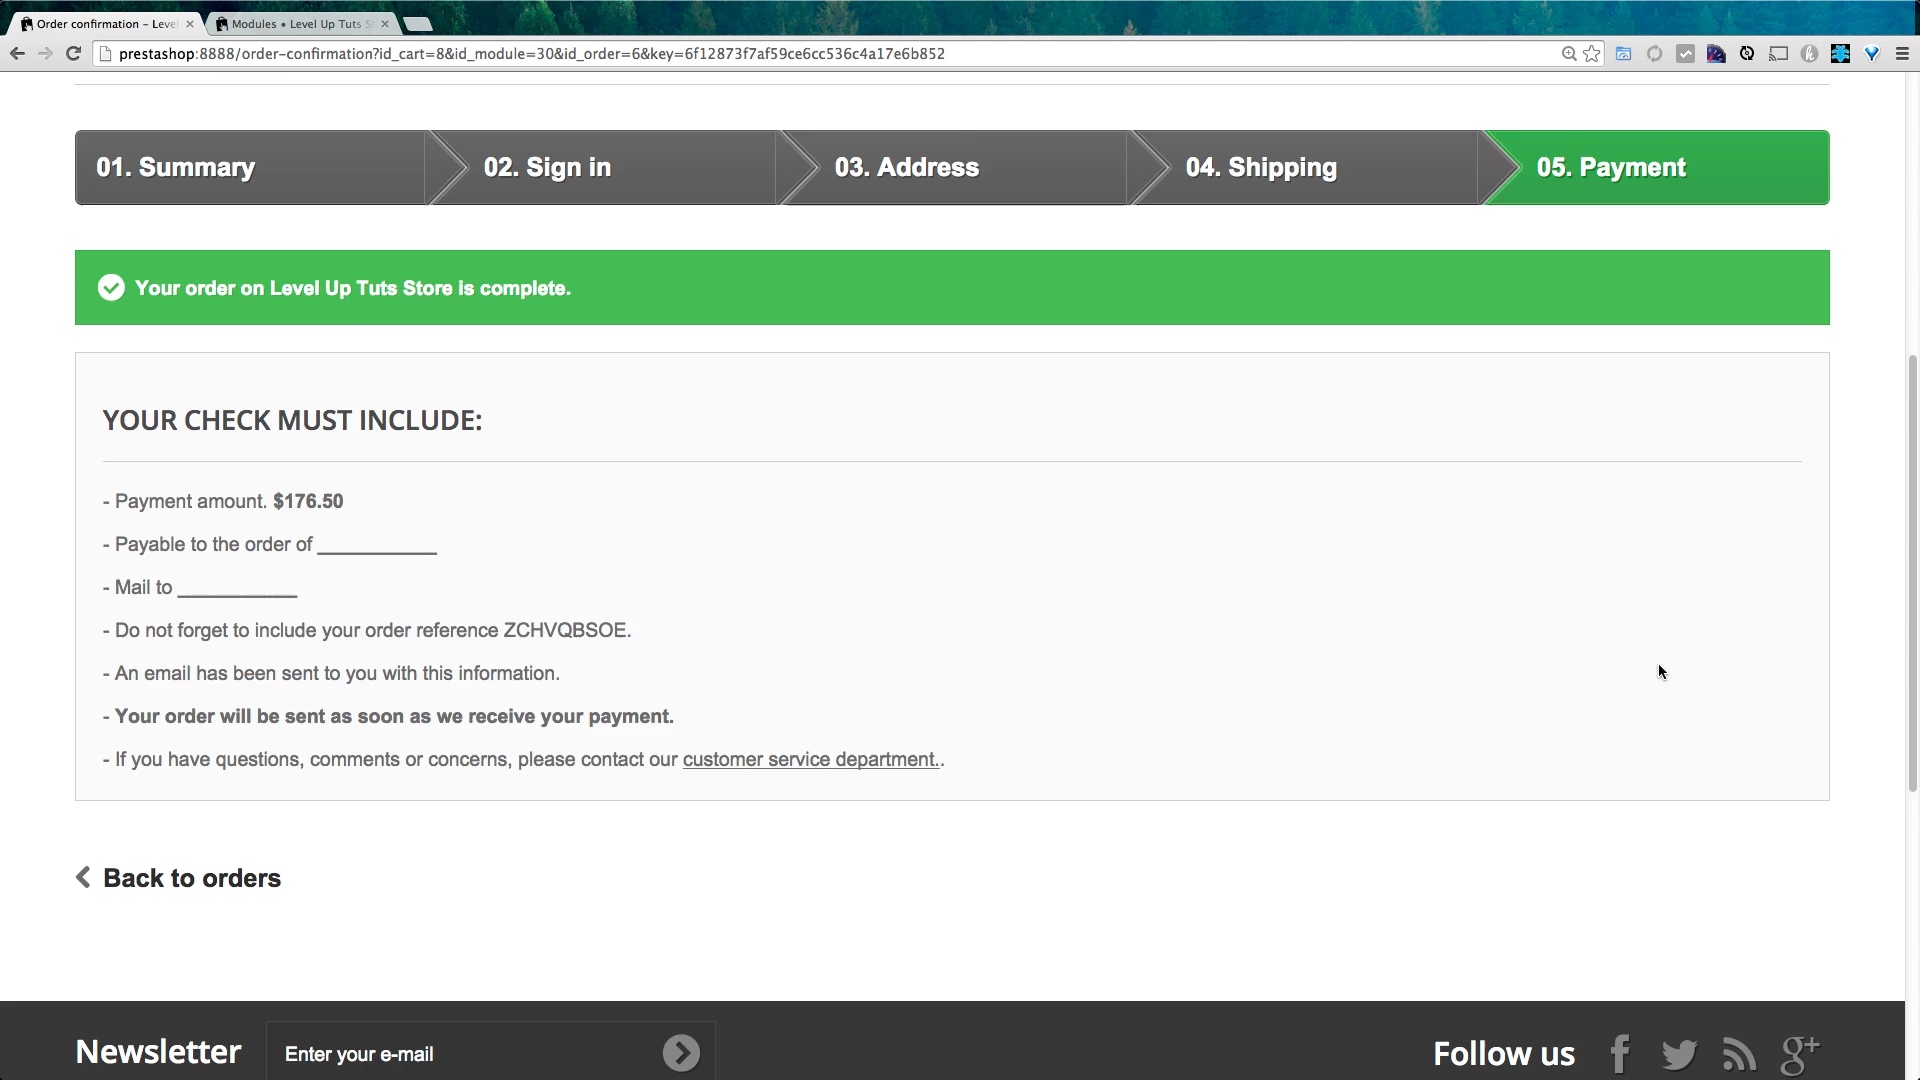 Order confirmation – Level
Modules • Level Up Tuts S
prestashop:8888/order-confirmation?id_cart=8&id_module=30&id_order=6&key=6f12873f7af59ce6cc536c4a17e6b852
01. Summary
02. Sign in
03. Address
04. Shipping
05. Payment
Your order on Level Up Tuts Store is complete.
YOUR CHECK MUST INCLUDE:
- Payment amount. $176.50
- Payable to the order of ___________
- Mail to ___________
- Do not forget to include your order reference ZCHVQBSOE.
- An email has been sent to you with this information.
- Your order will be sent as soon as we receive your payment.
- If you have questions, comments or concerns, please contact our customer service department..
Back to orders
Newsletter
Enter your e-mail
Follow us